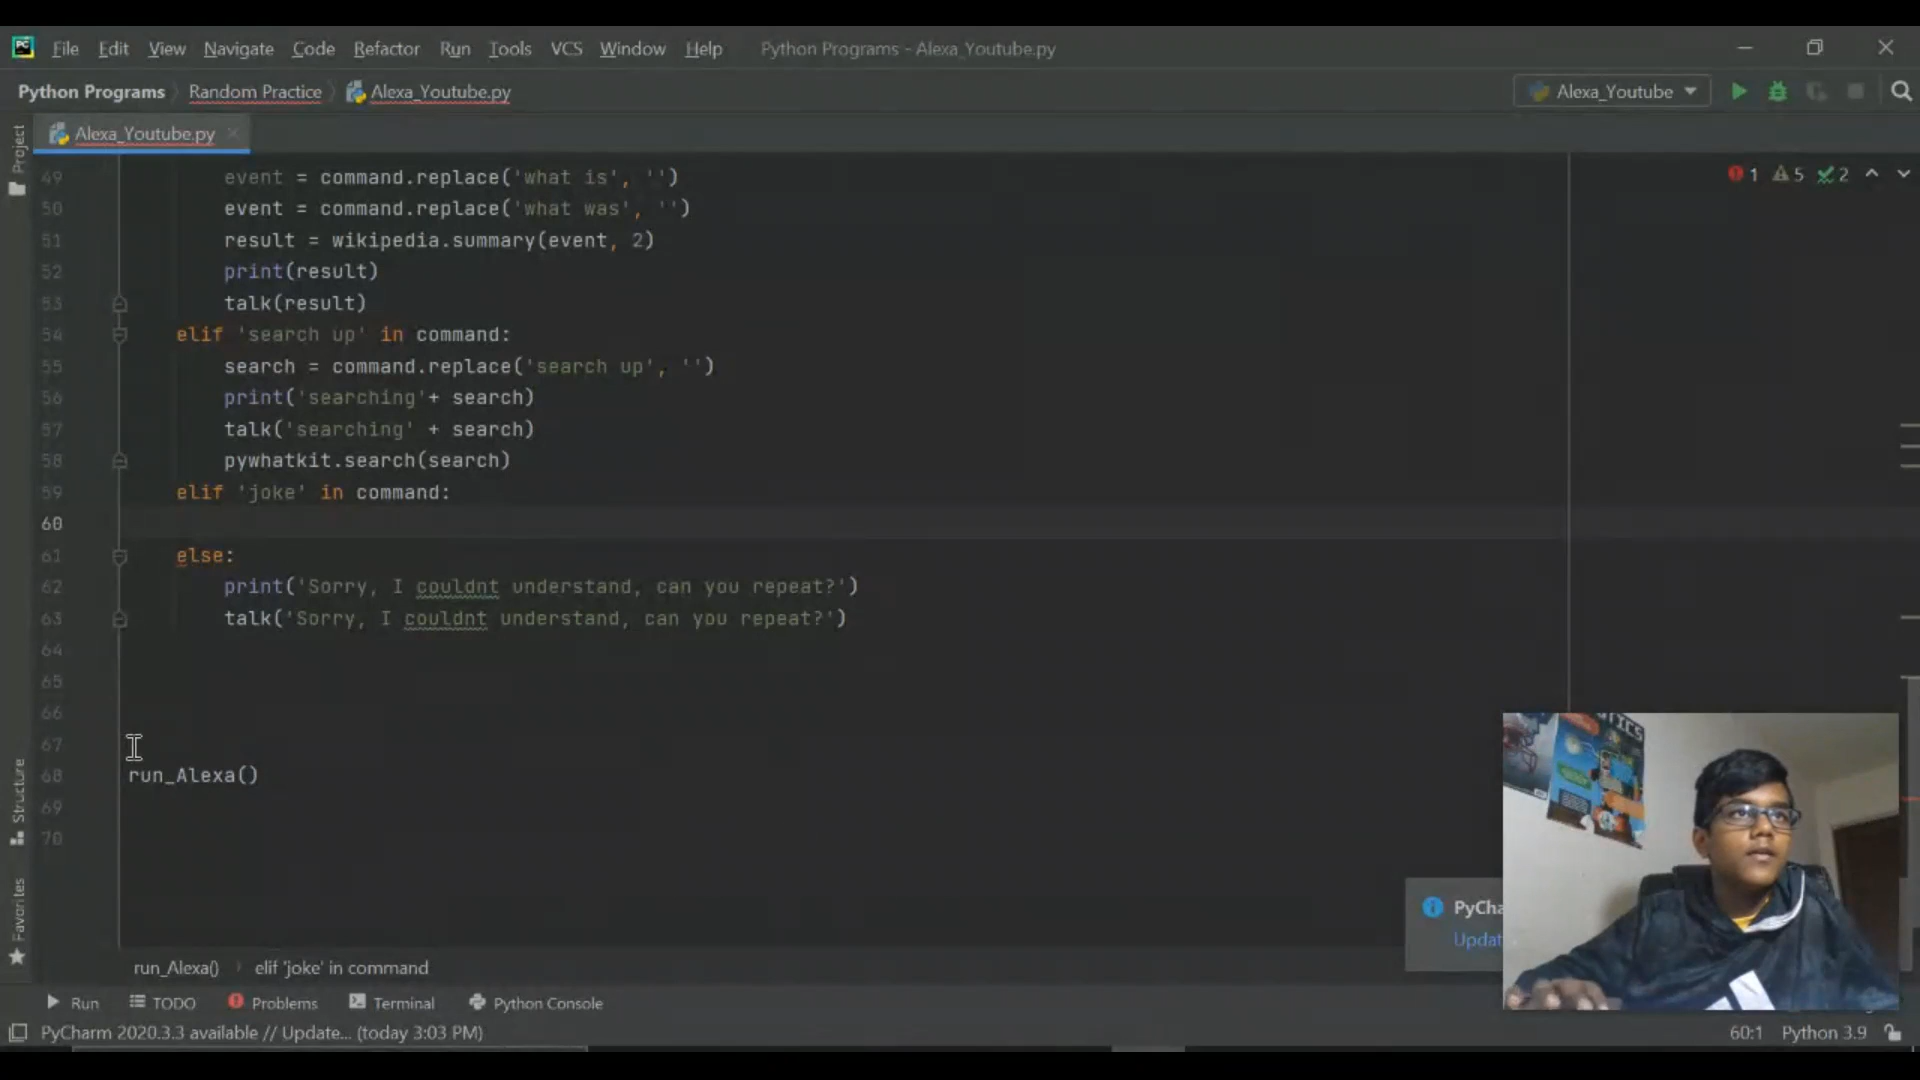 File Edit View Navigate Code Refactor Run Tools VCS Window Help Python Programs - Alexa_Youtube.py
Python Programs Random Practice Alexa_Youtube.py Alexa_Youtube
Project Alexa_Youtube.py
49 event = command.replace('what is', '') 1 5 2
50 event = command.replace('what was', '')
51 result = wikipedia.summary(event, 2)
52 print(result)
53 talk(result)
54 elif 'search up' in command:
55 search = command.replace('search up', '')
56 print('searching'+ search)
57 talk('searching' + search)
58 pywhatkit.search(search)
59 elif 'joke' in command:
60
61 else:
62 print('Sorry, I couldnt understand, can you repeat?')
63 talk('Sorry, I couldnt understand, can you repeat?')
64
65
66
67
68 run_Alexa()
69
70
Structure
Favorites
PyCha
Updat
run_Alexa() elif 'joke' in command
Run TODO Problems Terminal Python Console
PyCharm 2020.3.3 available // Update... (today 3:03 PM) 60:1 Python 3.9